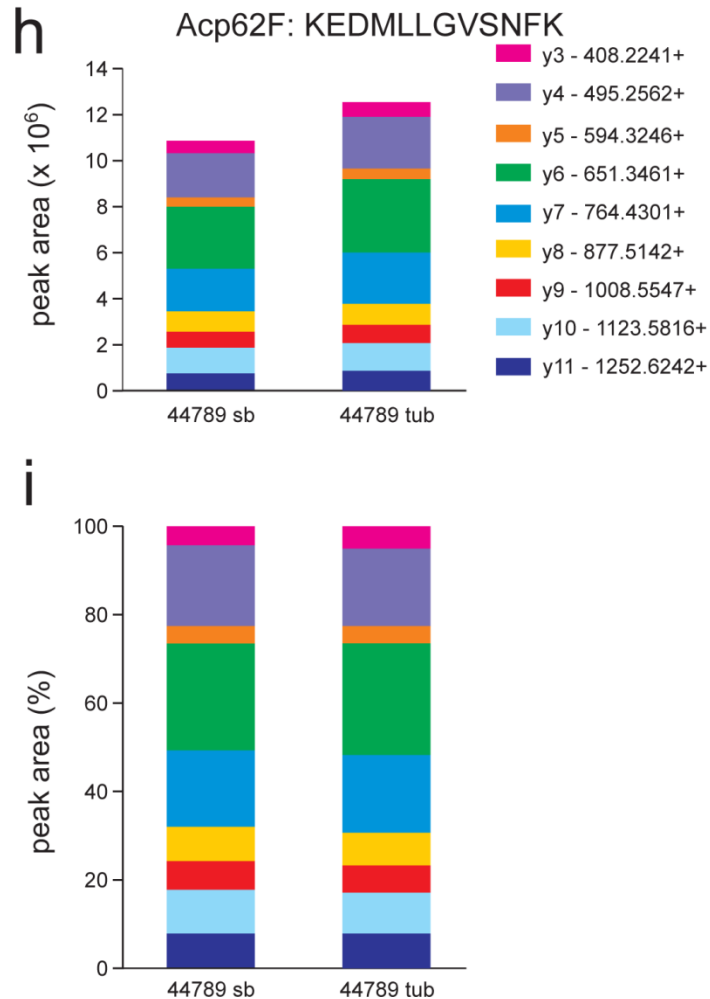 h
Acp62F: KEDMLLGVSNFK
peak area (x 10⁶)
14
12
10
8
6
4
2
0
44789 sb
44789 tub
y3 - 408.2241+
y4 - 495.2562+
y5 - 594.3246+
y6 - 651.3461+
y7 - 764.4301+
y8 - 877.5142+
y9 - 1008.5547+
y10 - 1123.5816+
y11 - 1252.6242+
i
peak area (%)
100
80
60
40
20
0
44789 sb
44789 tub